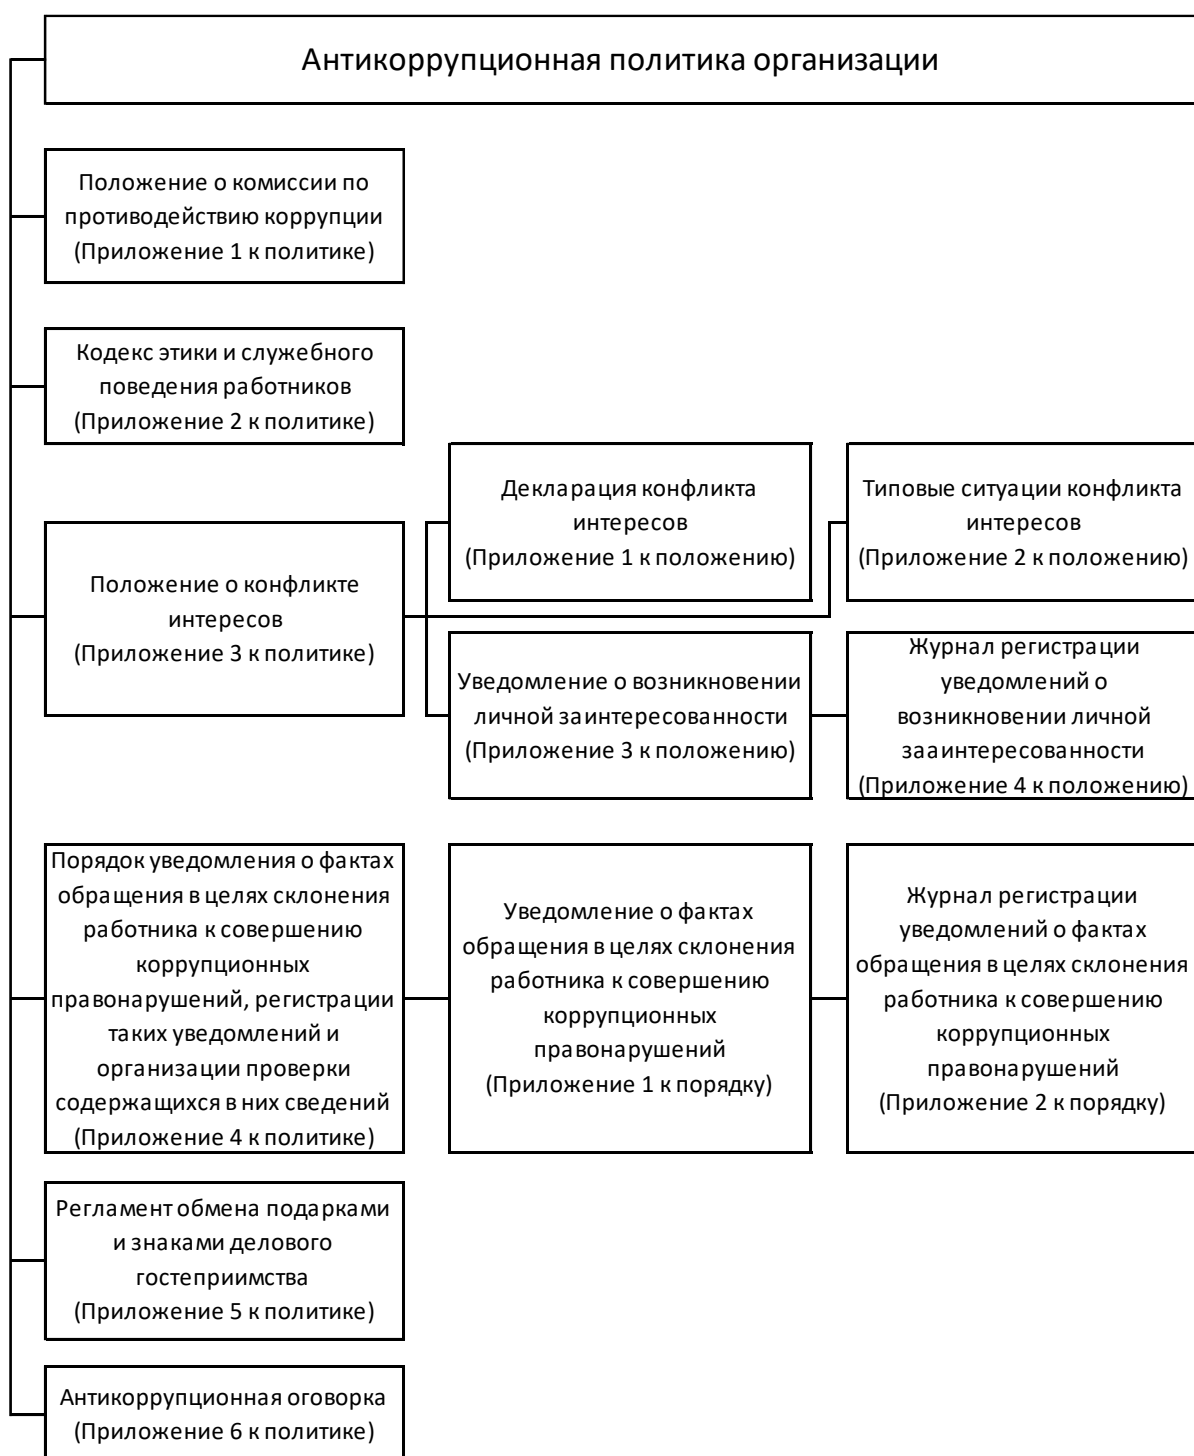 Антикоррупционная политика организации
Положение о комиссии по
противодействию коррупции
(Приложение 1 к политике)
Кодекс этики и служебного
поведения работников
(Приложение 2 к политике)
Положение о конфликте
интересов
(Приложение 3 к политике)
Декларация конфликта
интересов
(Приложение 1 к положению)
Типовые ситуации конфликта
интересов
(Приложение 2 к положению)
Уведомление о возникновении
личной заинтересованности
(Приложение 3 к положению)
Журнал регистрации
уведомлений о
возникновении личной
зааинтересованности
(Приложение 4 к положению)
Порядок уведомления о фактах
обращения в целях склонения
работника к совершению
коррупционных
правонарушений, регистрации
таких уведомлений и
организации проверки
содержащихся в них сведений
(Приложение 4 к политике)
Уведомление о фактах
обращения в целях склонения
работника к совершению
коррупционных
правонарушений
(Приложение 1 к порядку)
Журнал регистрации
уведомлений о фактах
обращения в целях склонения
работника к совершению
коррупционных
правонарушений
(Приложение 2 к порядку)
Регламент обмена подарками
и знаками делового
гостеприимства
(Приложение 5 к политике)
Антикоррупционная оговорка
(Приложение 6 к политике)